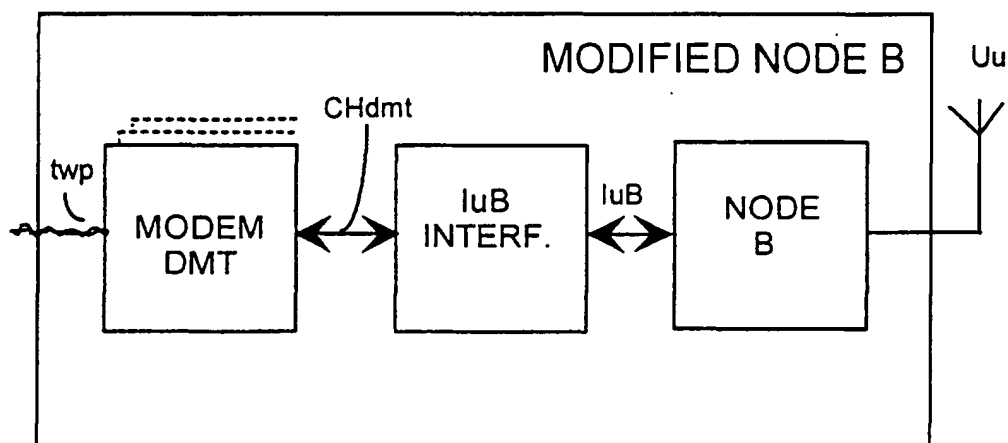 MODIFIED NODE B
Uu
CHdmt
twp
MODEM
DMT
IuB
INTERF.
IuB
NODE
B